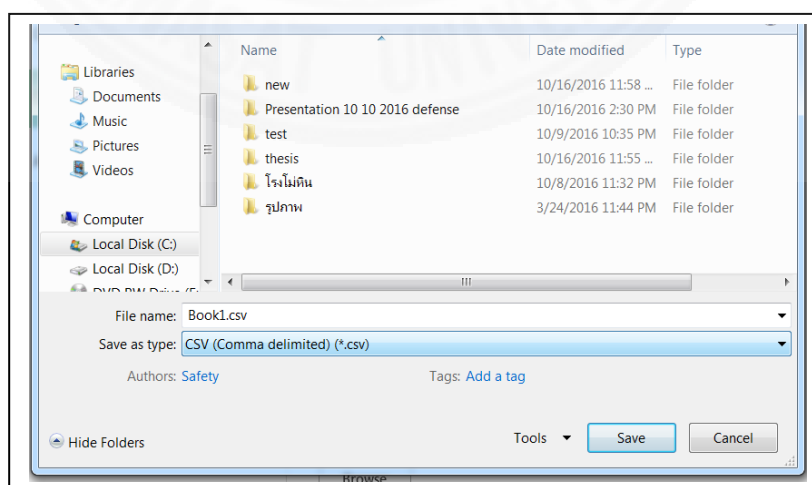 Name Date modified Type
Libraries
Documents
Music
Pictures
Videos
Computer
Local Disk (C:)
Local Disk (D:)
new 10/16/2016 11:58 ... File folder
Presentation 10 10 2016 defense 10/16/2016 2:30 PM File folder
test 10/9/2016 10:35 PM File folder
thesis 10/16/2016 11:55 ... File folder
โรงโม่หิน 10/8/2016 11:32 PM File folder
รูปภาพ 3/24/2016 11:44 PM File folder
File name: Book1.csv
Save as type: CSV (Comma delimited) (*.csv)
Authors: Safety Tags: Add a tag
Hide Folders Tools Save Cancel
Browse